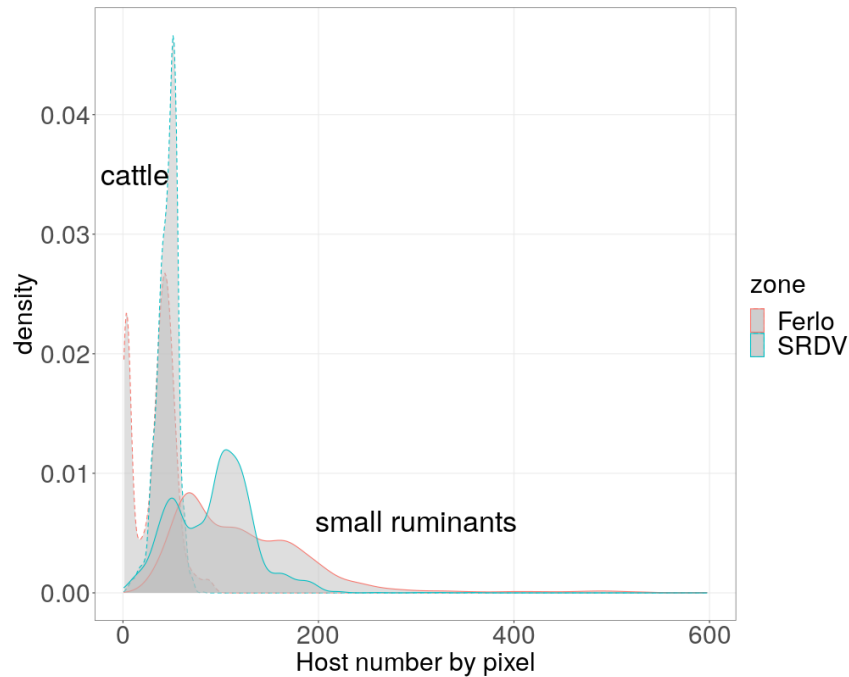 0.04
cattle
0.03
density
zone
Ferlo
0.02
SRDV
0.01
small ruminants
0.00
0 200 400 600
Host number by pixel